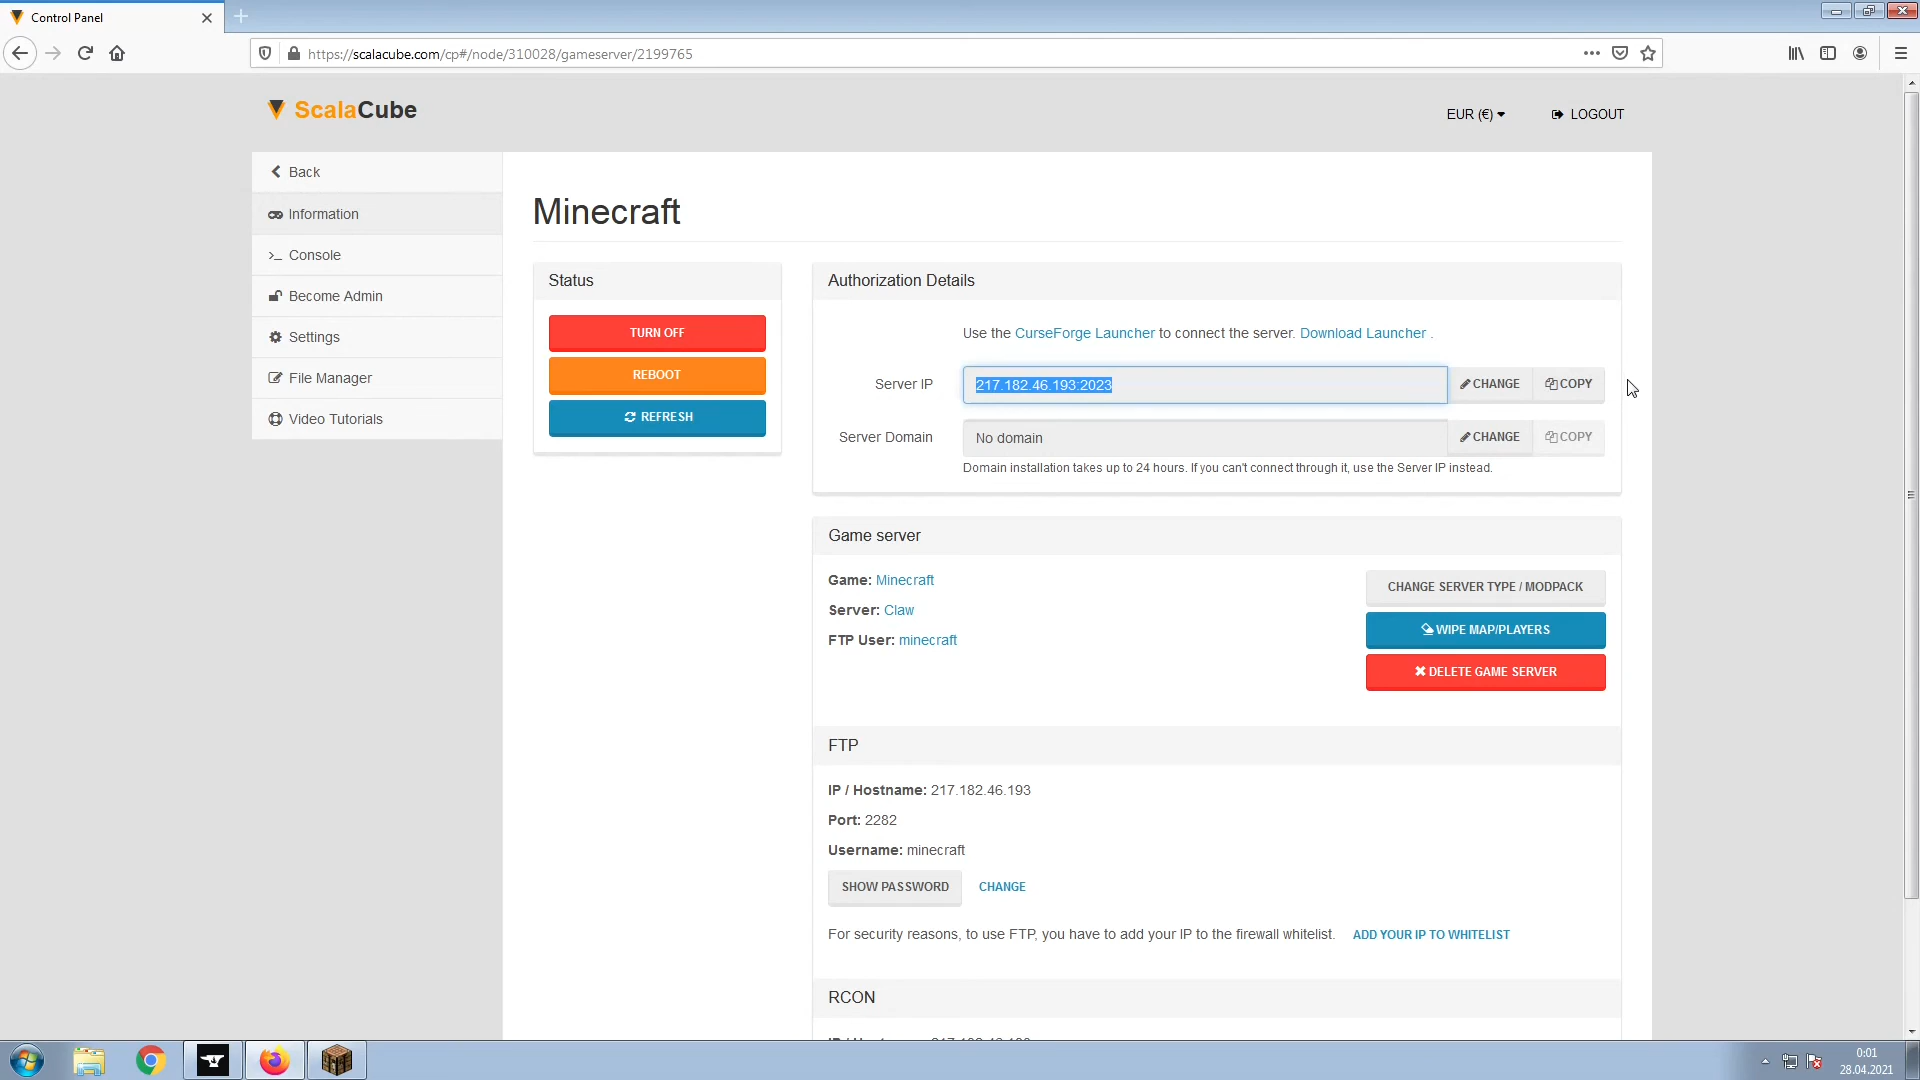 Control Panel
https://scalacube.com/cp#/node/310028/gameserver/2199765
ScalaCube
EUR (€)
LOGOUT
Back
Information
Console
Become Admin
Settings
File Manager
Video Tutorials
Minecraft
Status
TURN OFF
REBOOT
REFRESH
Authorization Details
Use the CurseForge Launcher to connect the server. Download Launcher .
Server IP 217.182.46.193:2023 CHANGE COPY
Server Domain No domain CHANGE COPY
Domain installation takes up to 24 hours. If you can't connect through it, use the Server IP instead.
Game server
Game: Minecraft
Server: Claw
FTP User: minecraft
CHANGE SERVER TYPE / MODPACK
WIPE MAP/PLAYERS
DELETE GAME SERVER
FTP
IP / Hostname: 217.182.46.193
Port: 2282
Username: minecraft
SHOW PASSWORD CHANGE
For security reasons, to use FTP, you have to add your IP to the firewall whitelist. ADD YOUR IP TO WHITELIST
RCON
0:01
28.04.2021